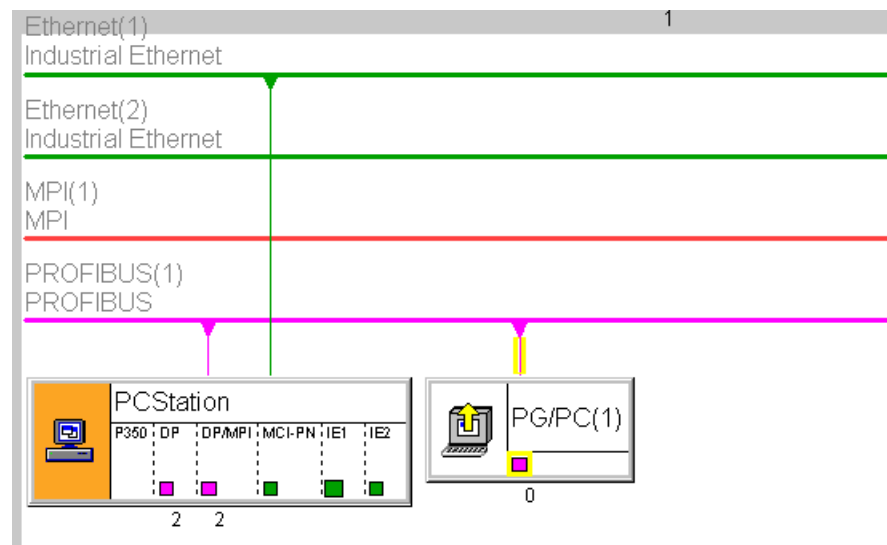 1
Ethernet(1)
Industrial Ethernet
Ethernet(2)
Industrial Ethernet
MPI(1)
MPI
PROFIBUS(1)
PROFIBUS
PCStation
P350 DP DP/MPI MCI-PN IE1 IE2
2 2
PG/PC(1)
0